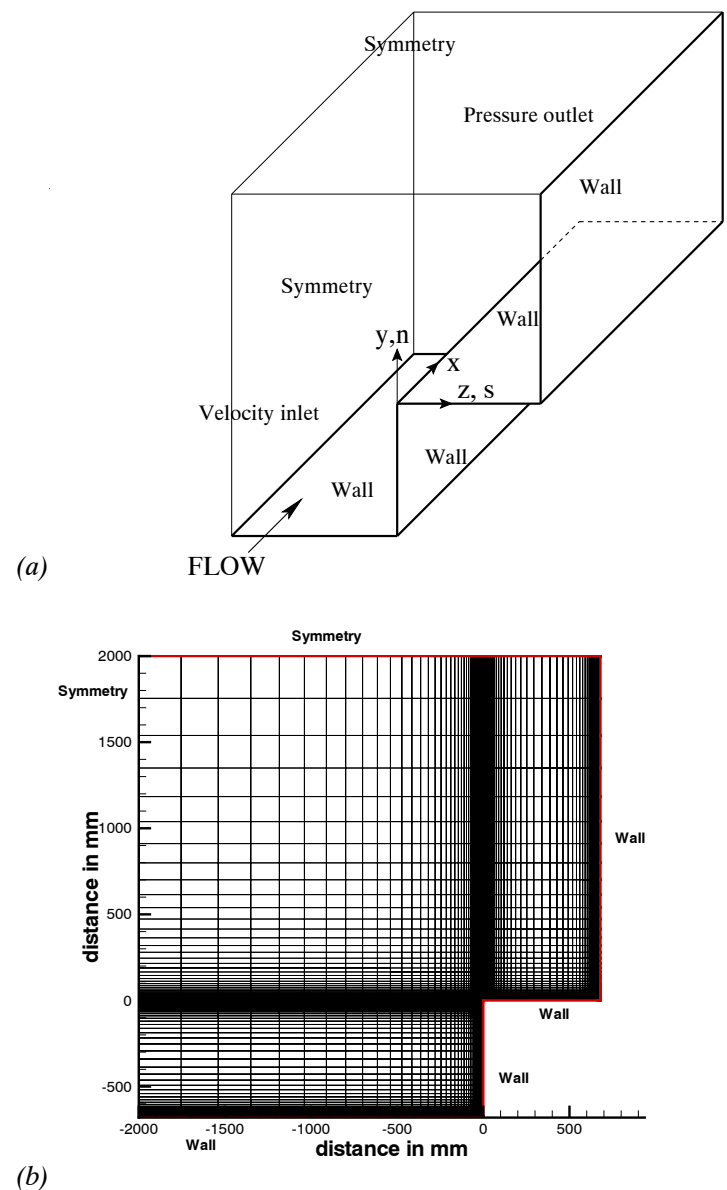 Symmetry
Pressure outlet
Wall
Symmetry
Wall
y,n
x
z, s
Velocity inlet
Wall
Wall
FLOW
(a)
Symmetry
2000
Symmetry
1500
1000
Wall
distance in mm
500
0
Wall
Wall
-500
-2000 -1500 -1000 -500 0 500
Wall
distance in mm
(b)